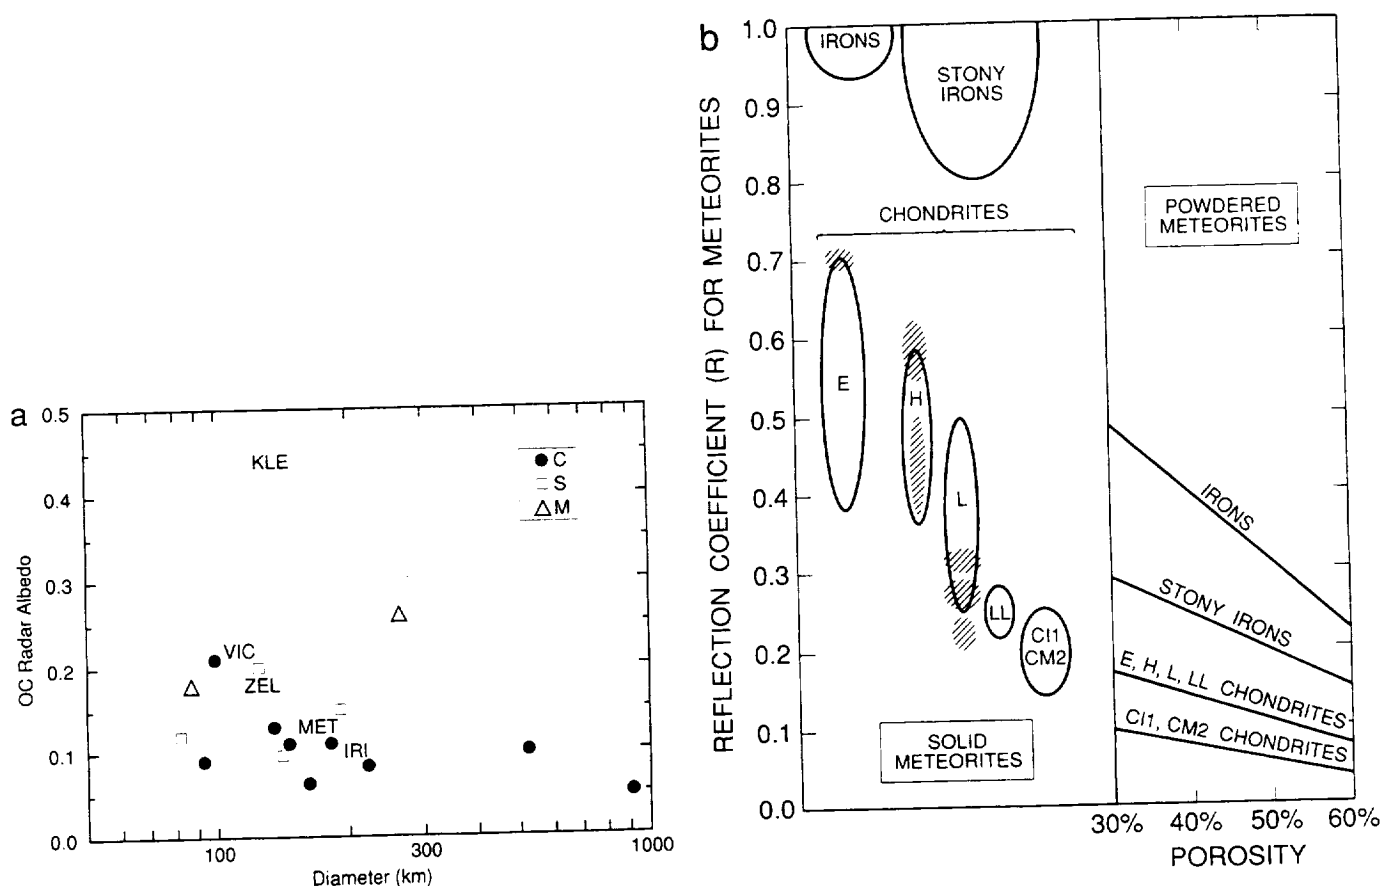 a
0.5
0.4
0.3
0.2
0.1
0.0
OC Radar Albedo
KLE
C
S
M
VIC
ZEL
MET
IRI
100
300
1000
Diameter (km)
b
1.0
0.9
0.8
0.7
0.6
0.5
0.4
0.3
0.2
0.1
0.0
REFLECTION COEFFICIENT (R) FOR METEORITES
IRONS
STONY
IRONS
CHONDRITES
E
H
L
LL
CI1
CM2
SOLID
METEORITES
POWDERED
METEORITES
IRONS
STONY IRONS
E, H, L, LL CHONDRITES
CI1, CM2 CHONDRITES
30%
40%
50%
60%
POROSITY